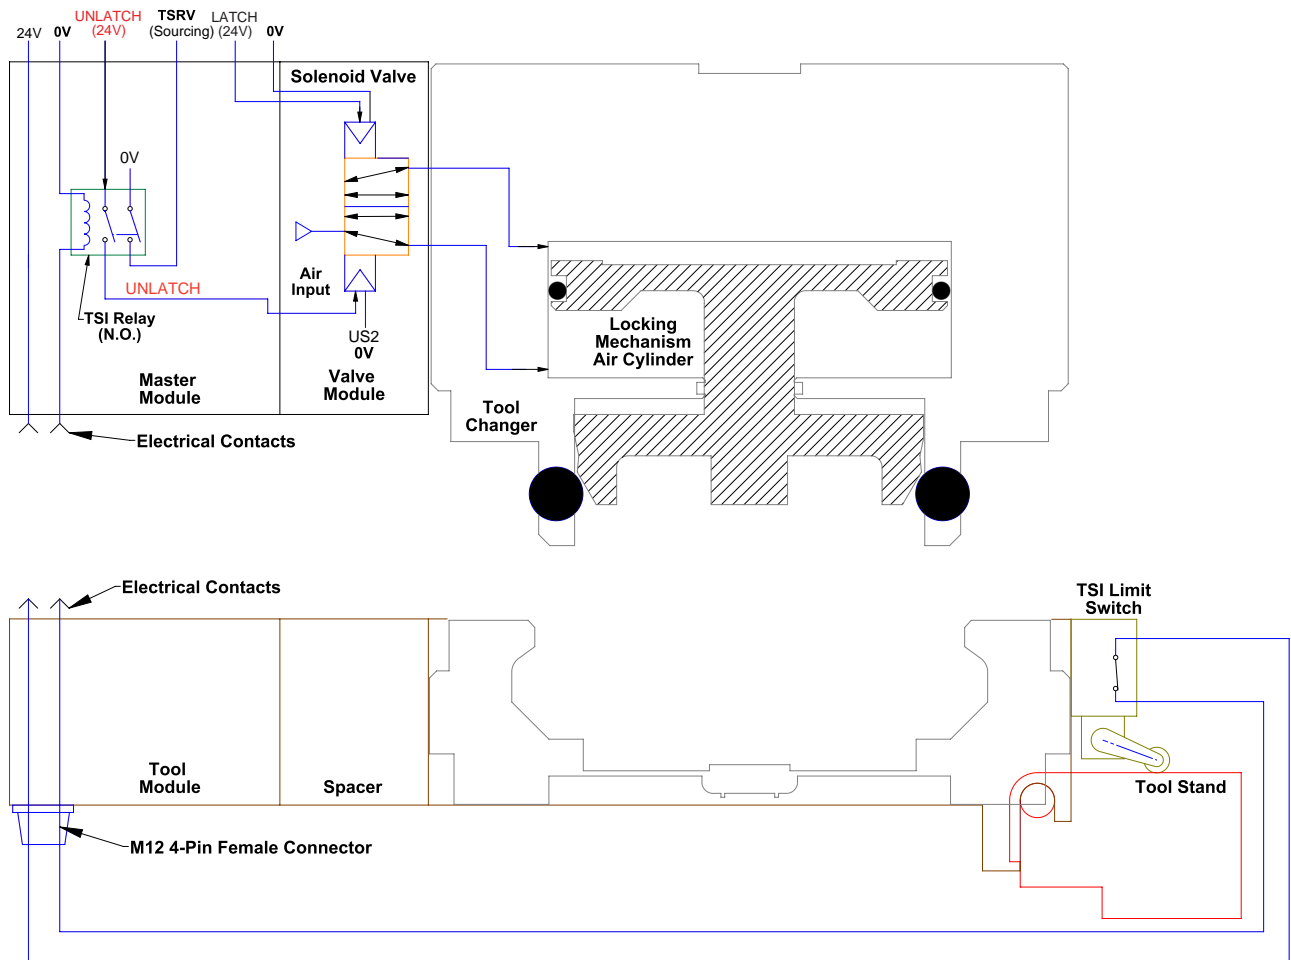 24V
0V
UNLATCH
(24V)
TSRV
(Sourcing)
LATCH
(24V)
0V
Solenoid Valve
0V
UNLATCH
Air
Input
TSI Relay
(N.O.)
US2
0V
Locking
Mechanism
Air Cylinder
Master
Module
Valve
Module
Tool
Changer
Electrical Contacts
Electrical Contacts
TSI Limit
Switch
Tool
Module
Spacer
Tool Stand
M12 4-Pin Female Connector